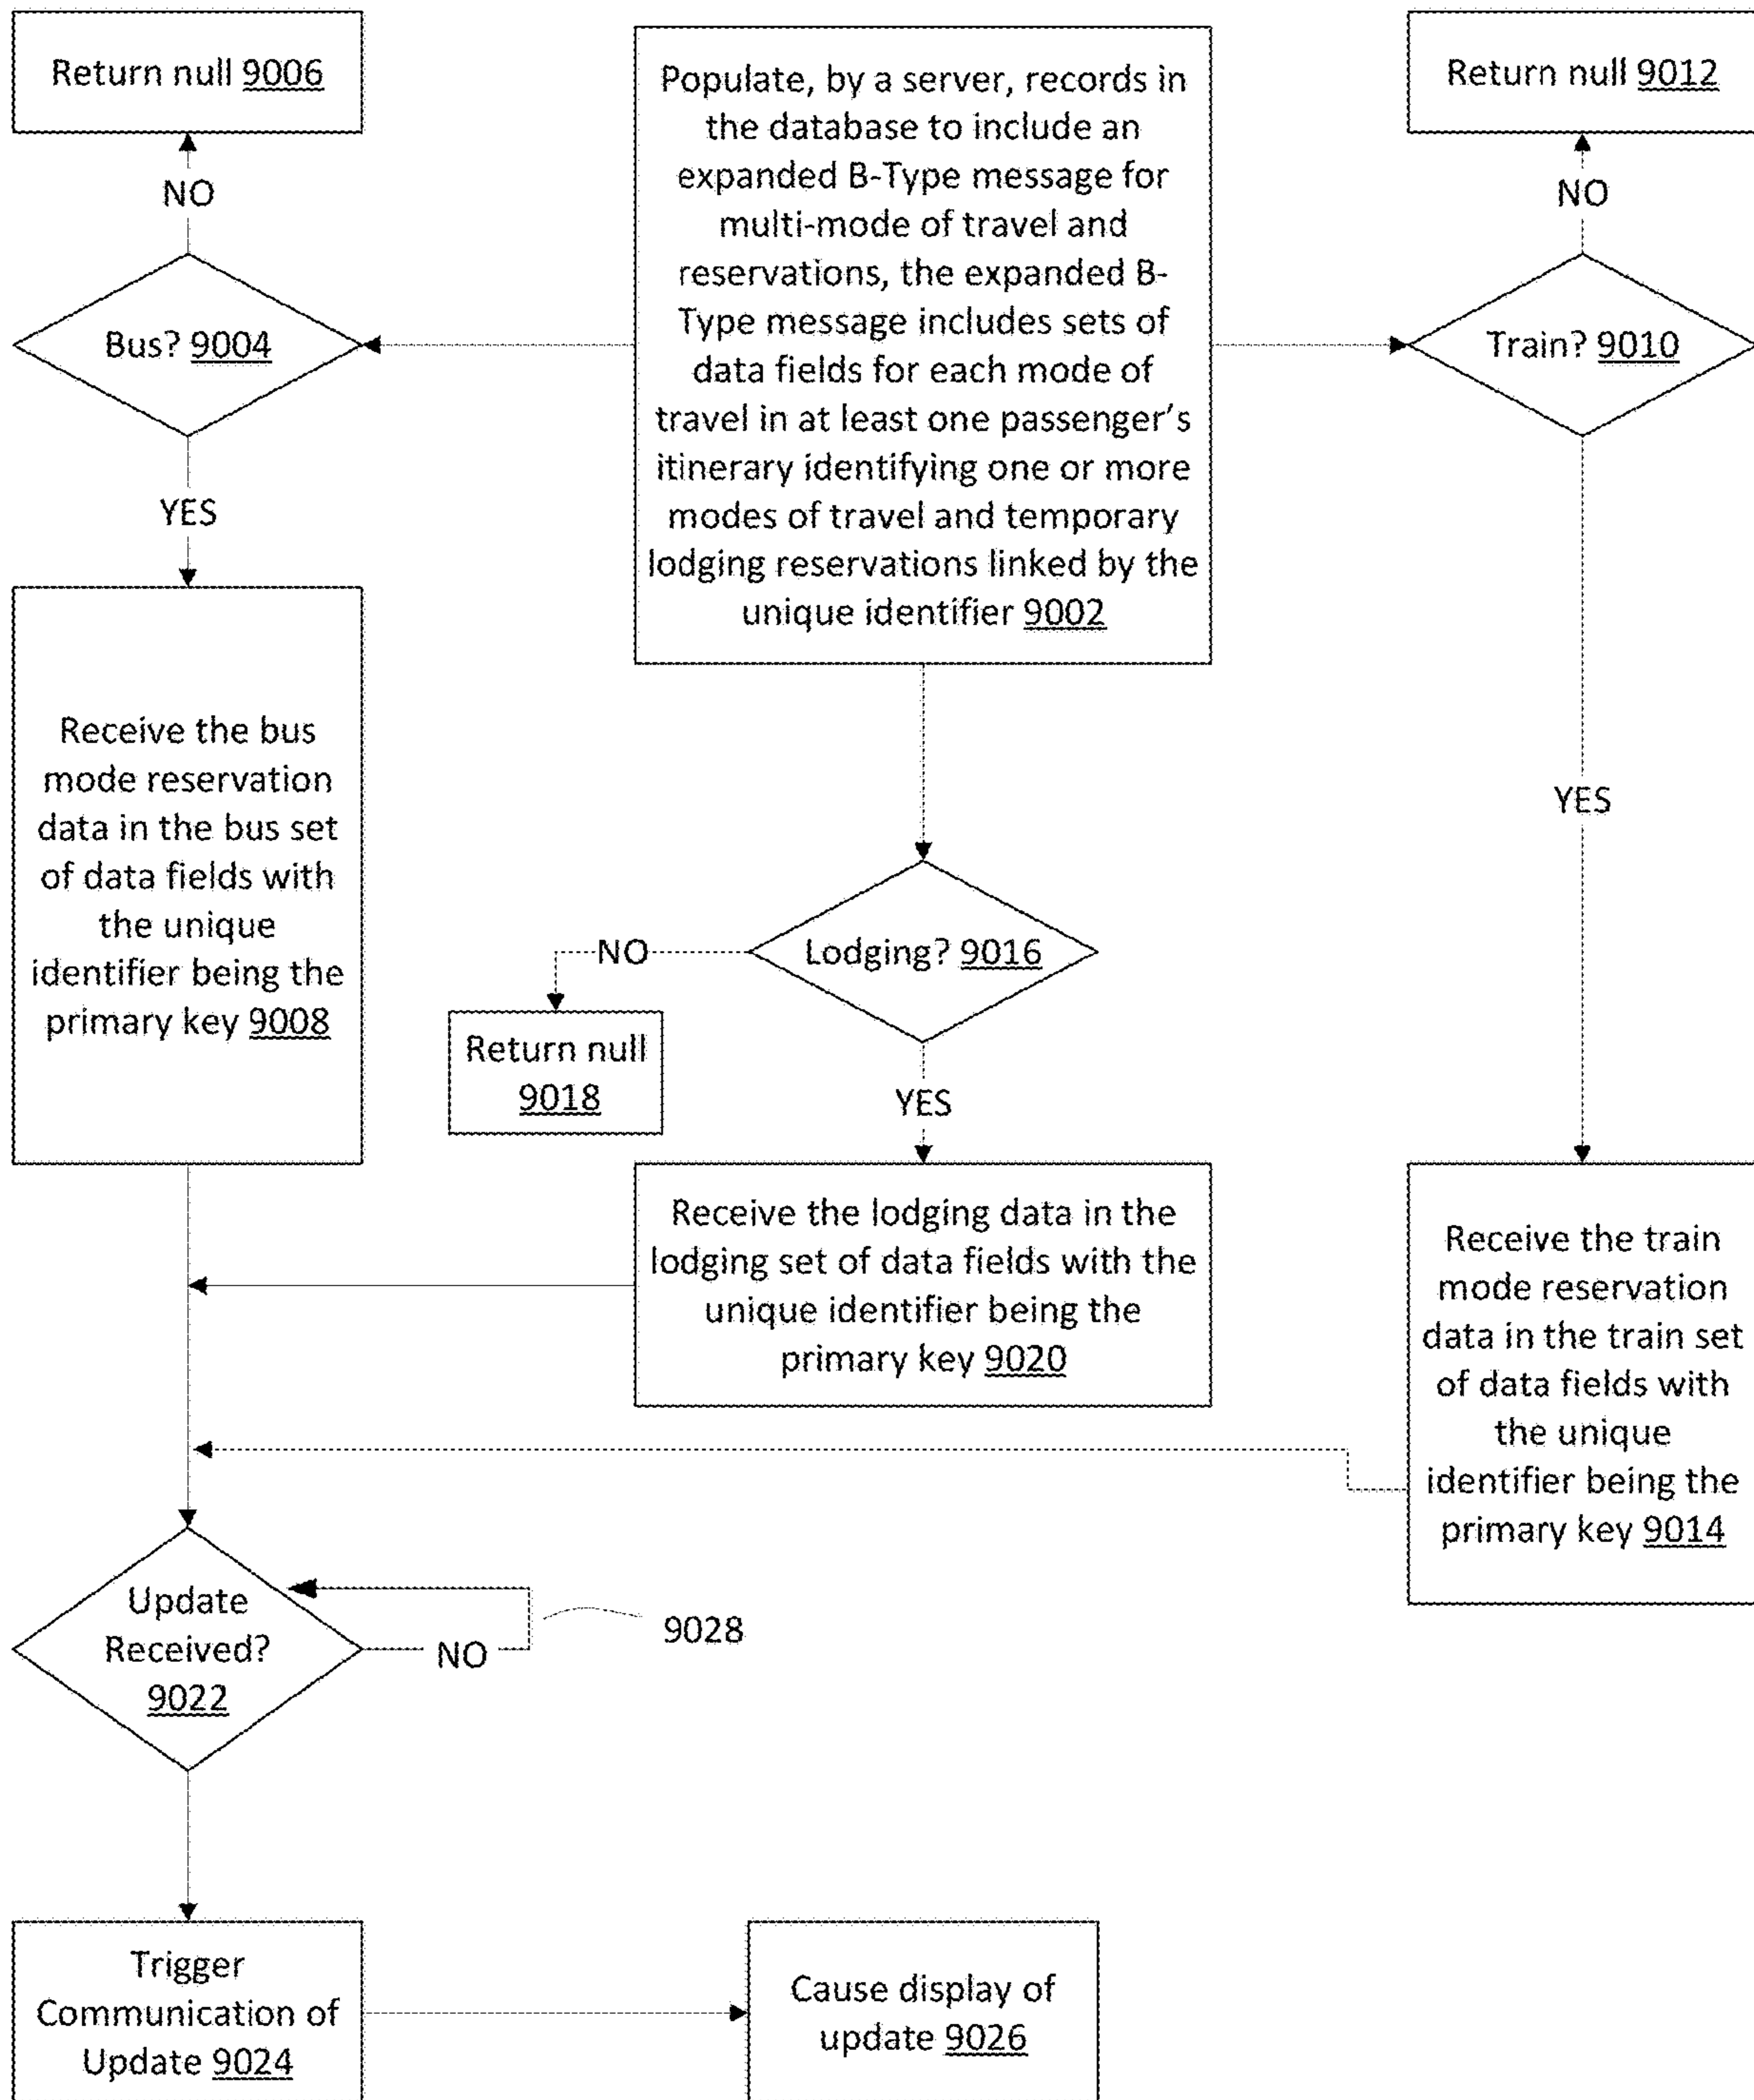 Return null 9006
Populate, by a server, records in
the database to include an
expanded B-Type message for
multi-mode of travel and
reservations, the expanded B-
Type message includes sets of
data fields for each mode of
travel in at least one passenger's
itinerary identifying one or more
modes of travel and temporary
lodging reservations linked by the
unique identifier 9002
Return null 9012
NO
NO
Bus? 9004
Train? 9010
YES
YES
Receive the bus
mode reservation
data in the bus set
of data fields with
the unique
identifier being the
primary key 9008
Lodging? 9016
NO
Return null
9018
YES
Receive the lodging data in the
lodging set of data fields with the
unique identifier being the
primary key 9020
Receive the train
mode reservation
data in the train set
of data fields with
the unique
identifier being the
primary key 9014
Update
Received?
9022
NO
9028
Trigger
Communication of
Update 9024
Cause display of
update 9026